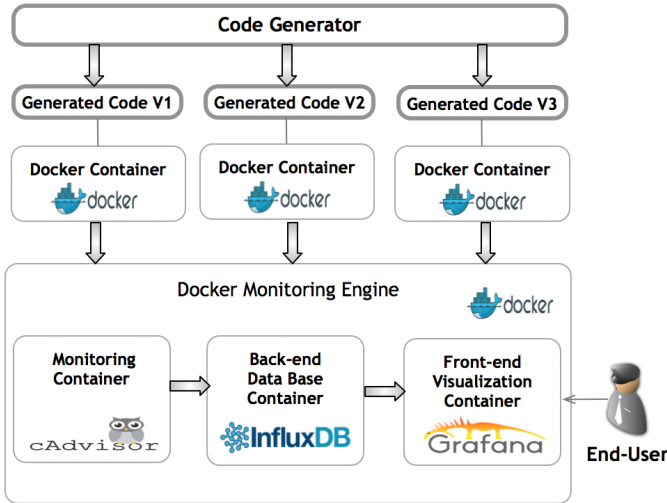 Code Generator
Generated Code V1
Generated Code V2
Generated Code V3
Docker Container
docker
Docker Container
docker
Docker Container
docker
Docker Monitoring Engine
docker
Monitoring
Container
cAdvisor
Back-end
Data Base
Container
InfluxDB
Front-end
Visualization
Container
Grafana
End-User